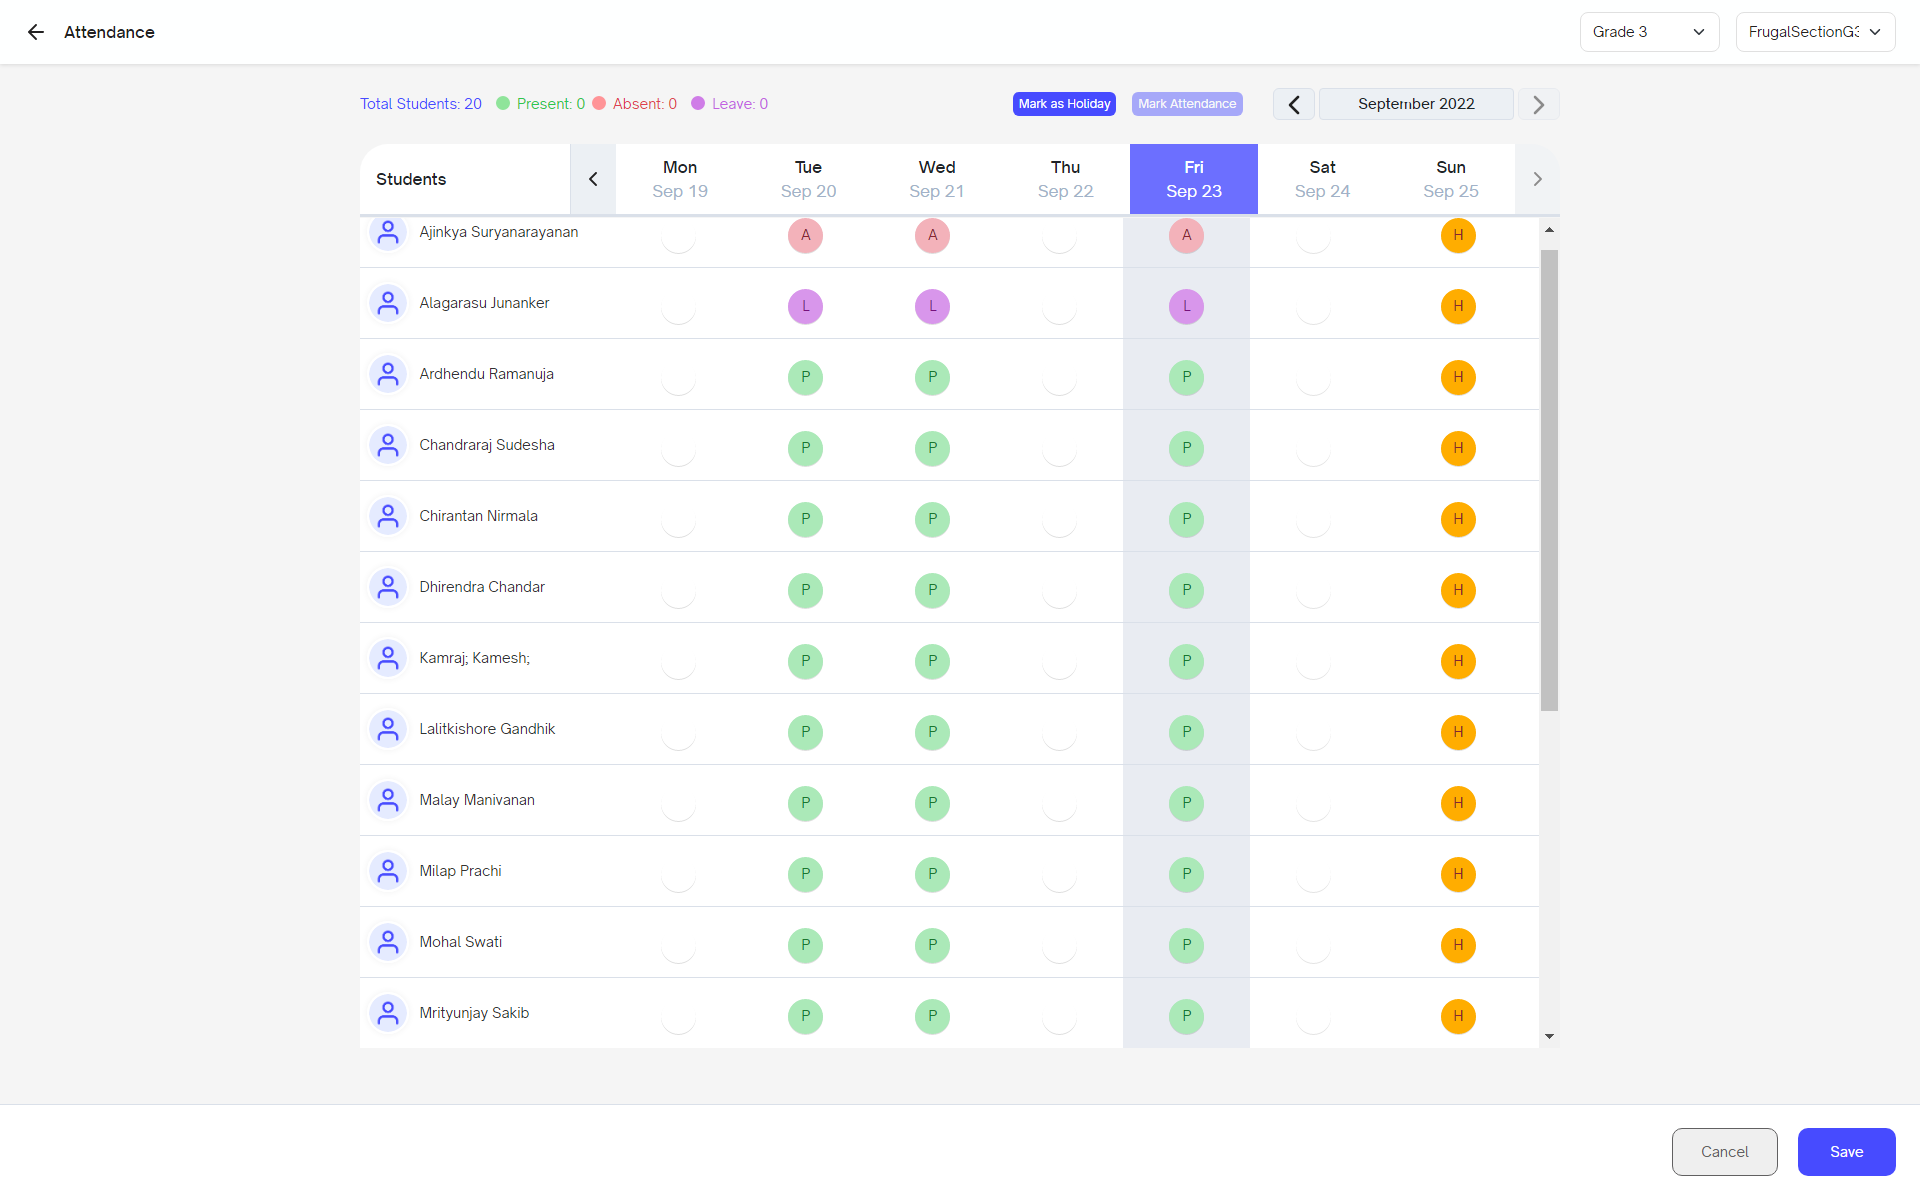 Attendance
Grade 3
FrugalSectionG3
Total Students: 20 Present: 0 Absent: 0 Leave: 0
Mark as Holiday
Mark Attendance
September 2022
Students Mon Tue Wed Thu Fri Sat Sun
Sep 19 Sep 20 Sep 21 Sep 22 Sep 23 Sep 24 Sep 25
Ajinkya Suryanarayanan A A A H
Alagarasu Junanker L L L H
Ardhendu Ramanuja P P P H
Chandraraj Sudesha P P P H
Chirantan Nirmala P P P H
Dhirendra Chandar P P P H
Kamraj; Kamesh; P P P H
Lalitkishore Gandhik P P P H
Malay Manivanan P P P H
Milap Prachi P P P H
Mohal Swati P P P H
Mrityunjay Sakib P P P H
Cancel
Save